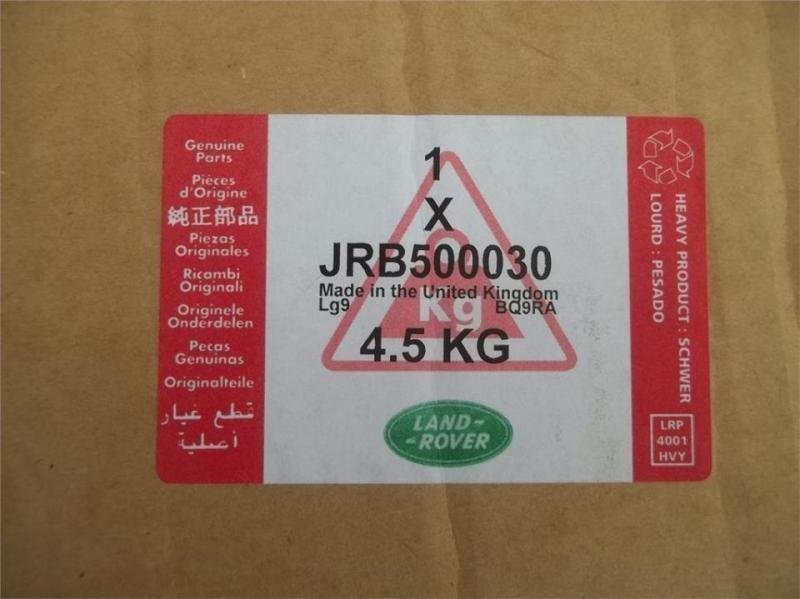 Genuine
Parts
Pièces
d'Origine
純正部品
Piezas
Originales
Ricambi
Originali
Originele
Onderdelen
Peças
Genuinas
Originalteile
قطع غيار
أصلية
1
X
JRB500030
Made in the United Kingdom
Lg9 BQ9RA
Kg
4.5 KG
LAND-
-ROVER
HEAVY PRODUCT : SCHWER
LOURD : PESADO
LRP
4001
HVY